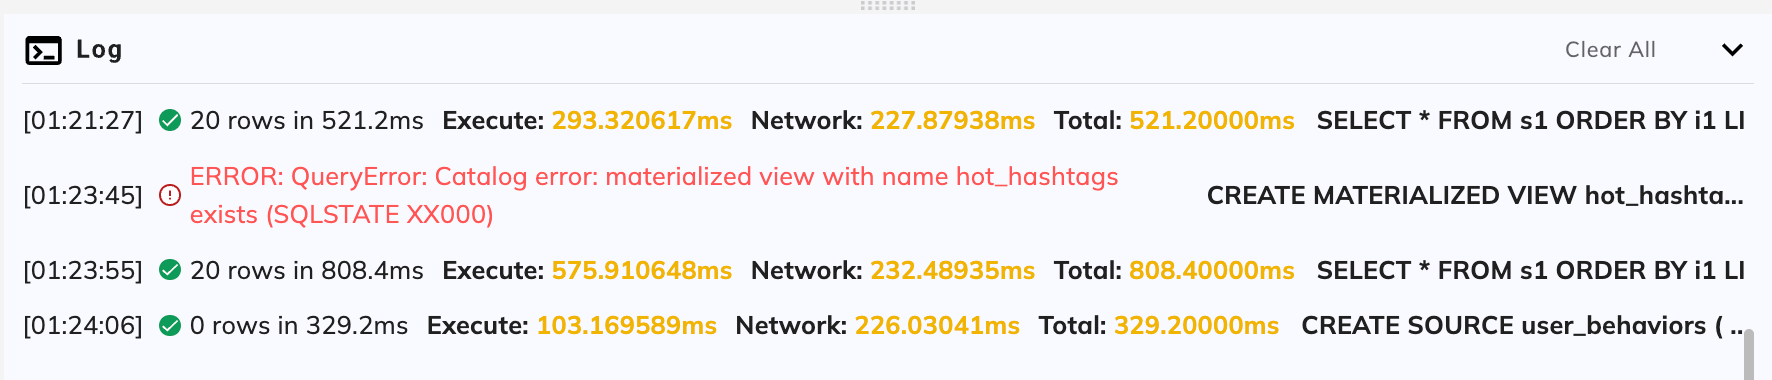 Log
Clear All
[01:21:27] 20 rows in 521.2ms Execute: 293.320617ms Network: 227.87938ms Total: 521.20000ms SELECT * FROM s1 ORDER BY i1 LI
[01:23:45] ERROR: QueryError: Catalog error: materialized view with name hot_hashtags
exists (SQLSTATE XX000)
CREATE MATERIALIZED VIEW hot_hashta...
[01:23:55] 20 rows in 808.4ms Execute: 575.910648ms Network: 232.48935ms Total: 808.40000ms SELECT * FROM s1 ORDER BY i1 LI
[01:24:06] 0 rows in 329.2ms Execute: 103.169589ms Network: 226.03041ms Total: 329.20000ms CREATE SOURCE user_behaviors ( ..